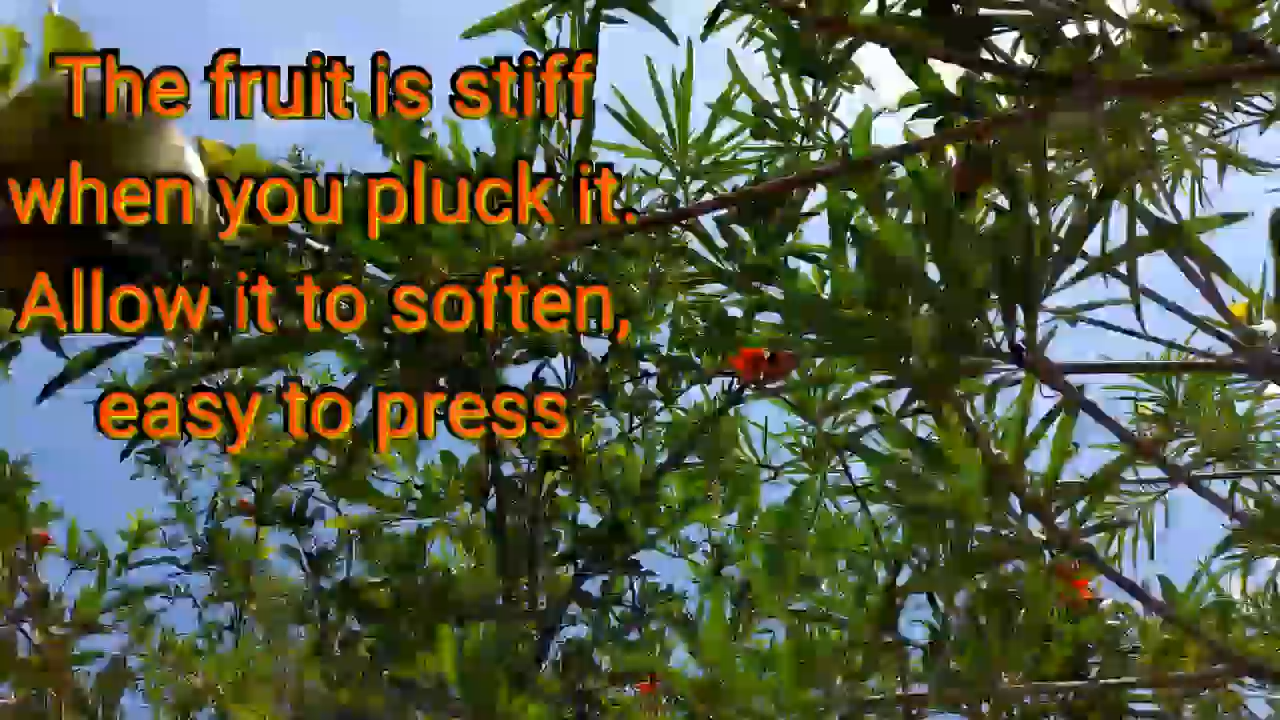 The fruit is stiff
when you pluck it.
Allow it to soften,
easy to press